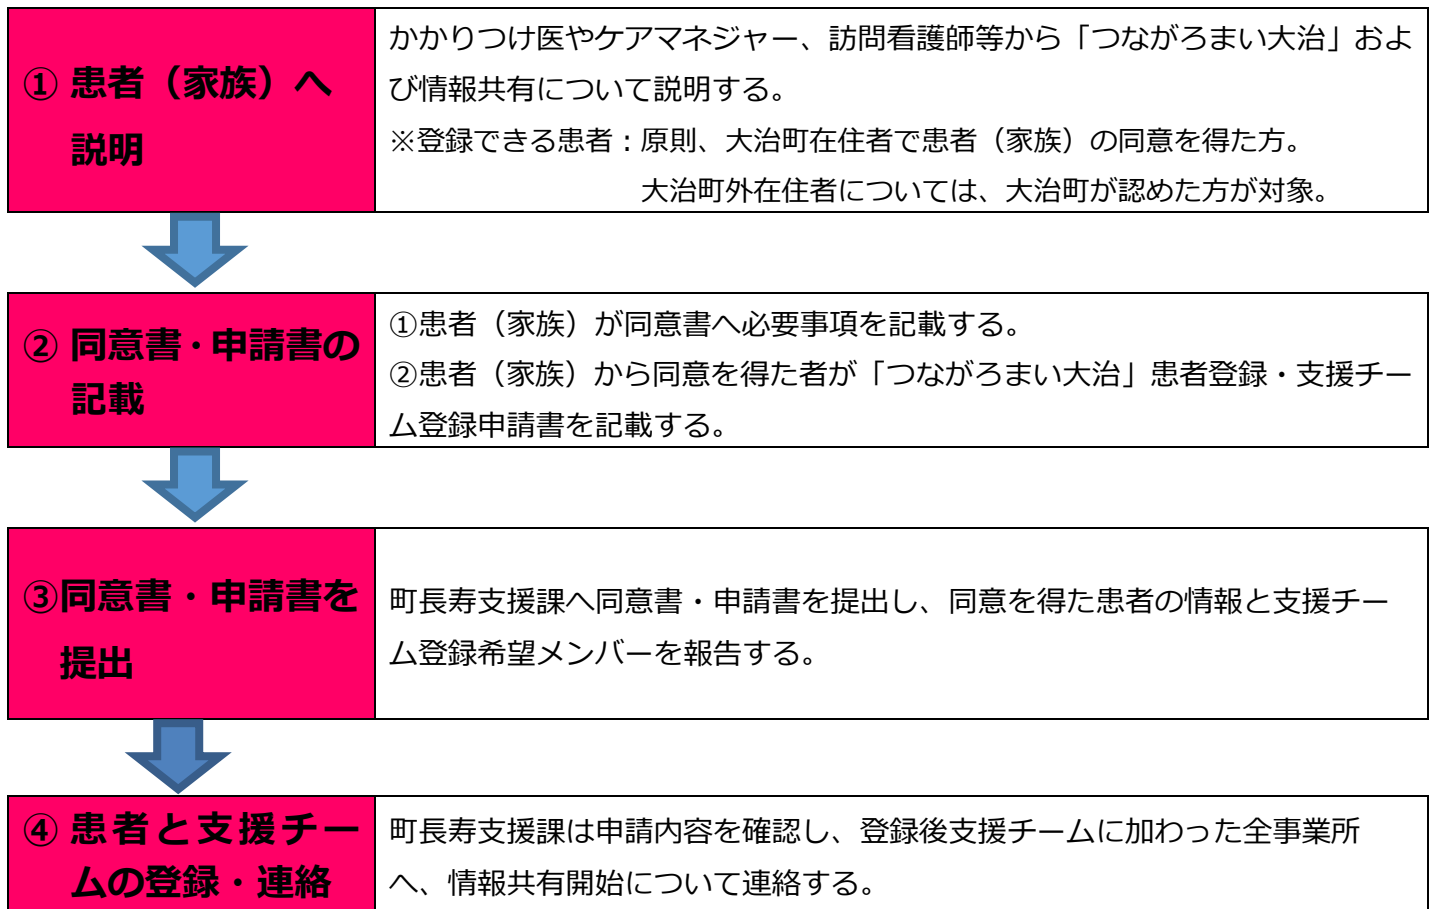 ① 患者（家族）へ
説明
かかりつけ医やケアマネジャー、訪問看護師等から「つながろまい大治」およ
び情報共有について説明する。
※登録できる患者：原則、大治町在住者で患者（家族）の同意を得た方。
大治町外在住者については、大治町が認めた方が対象。
② 同意書・申請書の
記載
①患者（家族）が同意書へ必要事項を記載する。
②患者（家族）から同意を得た者が「つながろまい大治」患者登録・支援チー
ム登録申請書を記載する。
③同意書・申請書を
提出
町長寿支援課へ同意書・申請書を提出し、同意を得た患者の情報と支援チー
ム登録希望メンバーを報告する。
④ 患者と支援チー
ムの登録・連絡
町長寿支援課は申請内容を確認し、登録後支援チームに加わった全事業所
へ、情報共有開始について連絡する。